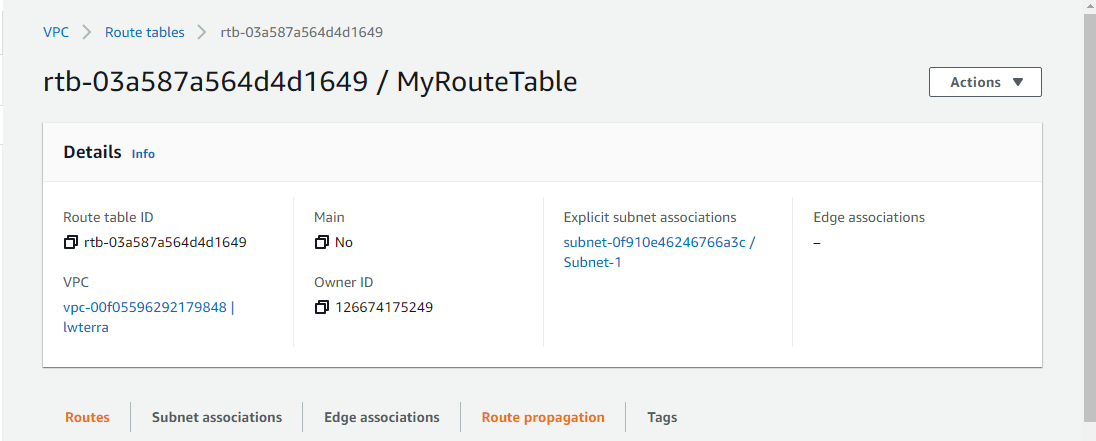 VPC > Route tables > rtb-03a587a564d4d1649
rtb-03a587a564d4d1649 / MyRouteTable
Actions
Details Info
Route table ID
rtb-03a587a564d4d1649
VPC
vpc-00f05596292179848 |
lwterra
Main
No
Owner ID
126674175249
Explicit subnet associations
subnet-0f910e46246766a3c /
Subnet-1
Edge associations
–
Routes Subnet associations Edge associations Route propagation Tags